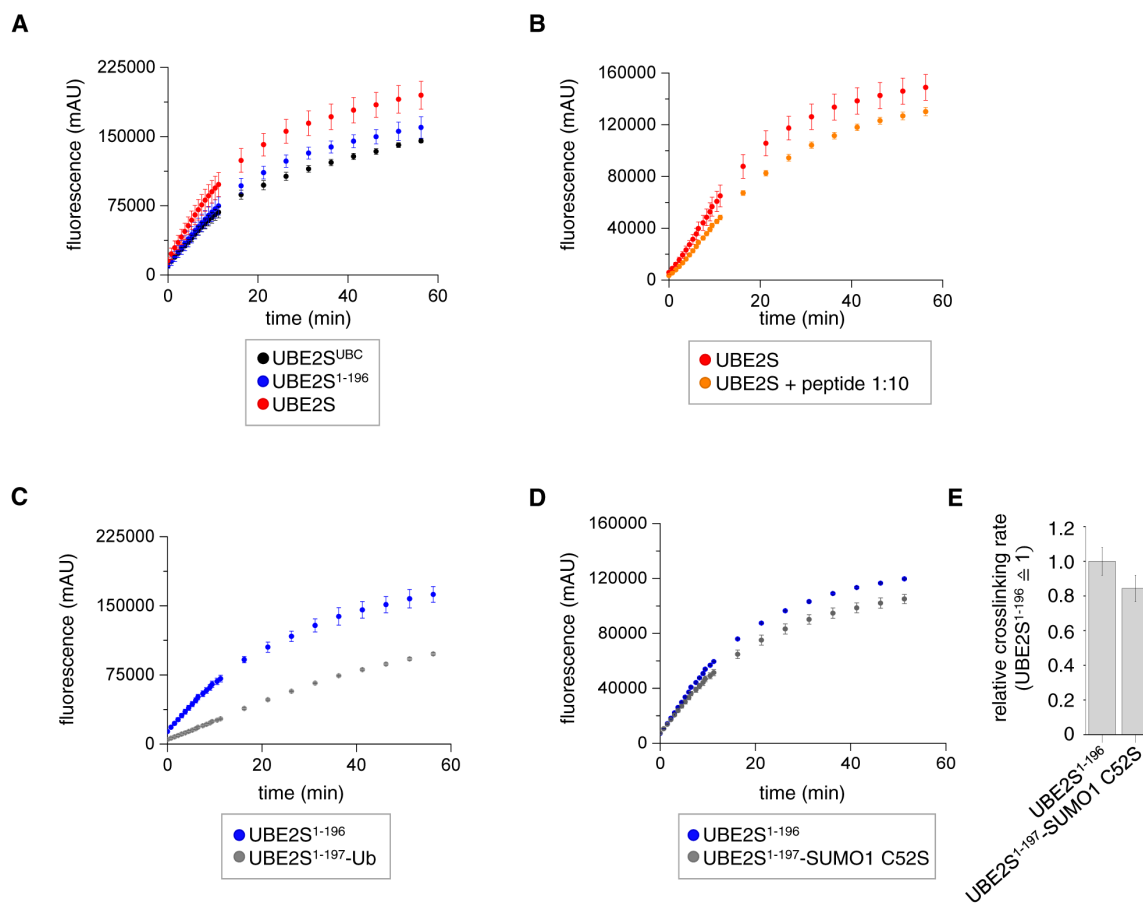 A
fluorescence (mAU)
225000
150000
75000
0
0
20
40
60
time (min)
UBE2S^UBC
UBE2S^1-196
UBE2S
B
fluorescence (mAU)
160000
120000
80000
40000
0
0
20
40
60
time (min)
UBE2S
UBE2S + peptide 1:10
C
fluorescence (mAU)
225000
150000
75000
0
0
20
40
60
time (min)
UBE2S^1-196
UBE2S^1-197-Ub
D
fluorescence (mAU)
160000
120000
80000
40000
0
0
20
40
60
time (min)
UBE2S^1-196
UBE2S^1-197-SUMO1 C52S
E
relative crosslinking rate
(UBE2S^1-196 ≙ 1)
1.2
1.0
0.8
0.6
0.4
0.2
0
UBE2S^1-196
UBE2S^1-197-SUMO1 C52S